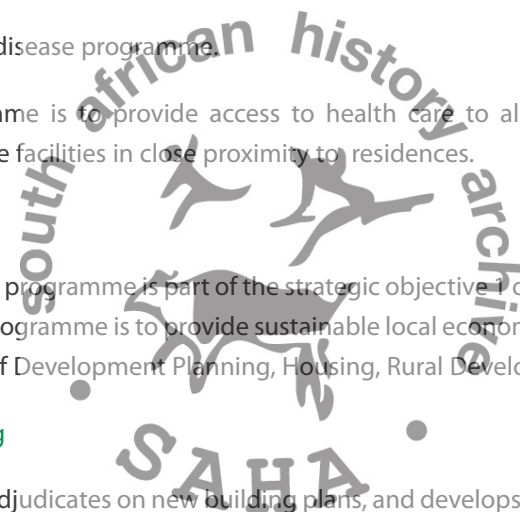 south african history archive
disease programme.
me is to provide access to health care to al
e facilities in close proximity to residences.
programme is part of the strategic objective 1 o
ogramme is to provide sustainable local econor
f Development Planning, Housing, Rural Develo
g
djudicates on new building plans, and develops
SAHA